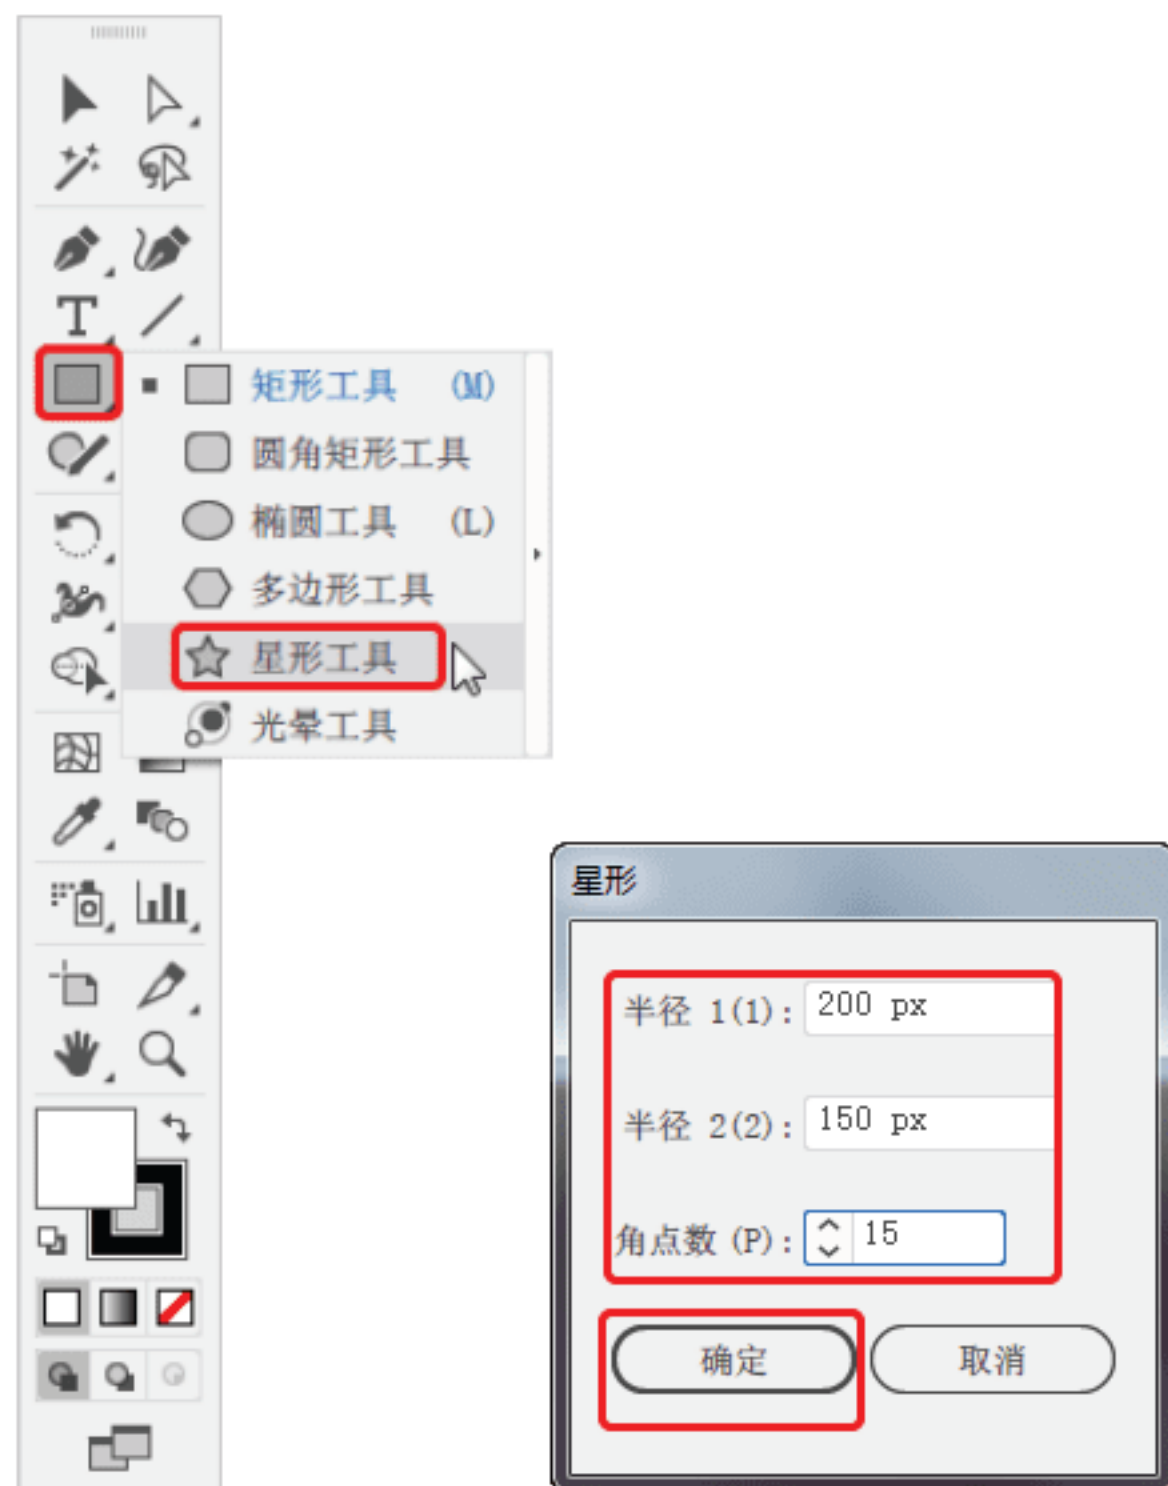 T
矩形工具 (M)
圆角矩形工具
椭圆工具 (L)
多边形工具
星形工具
光晕工具
星形
半径 1(1): 200 px
半径 2(2): 150 px
角点数 (P): 15
确定 取消